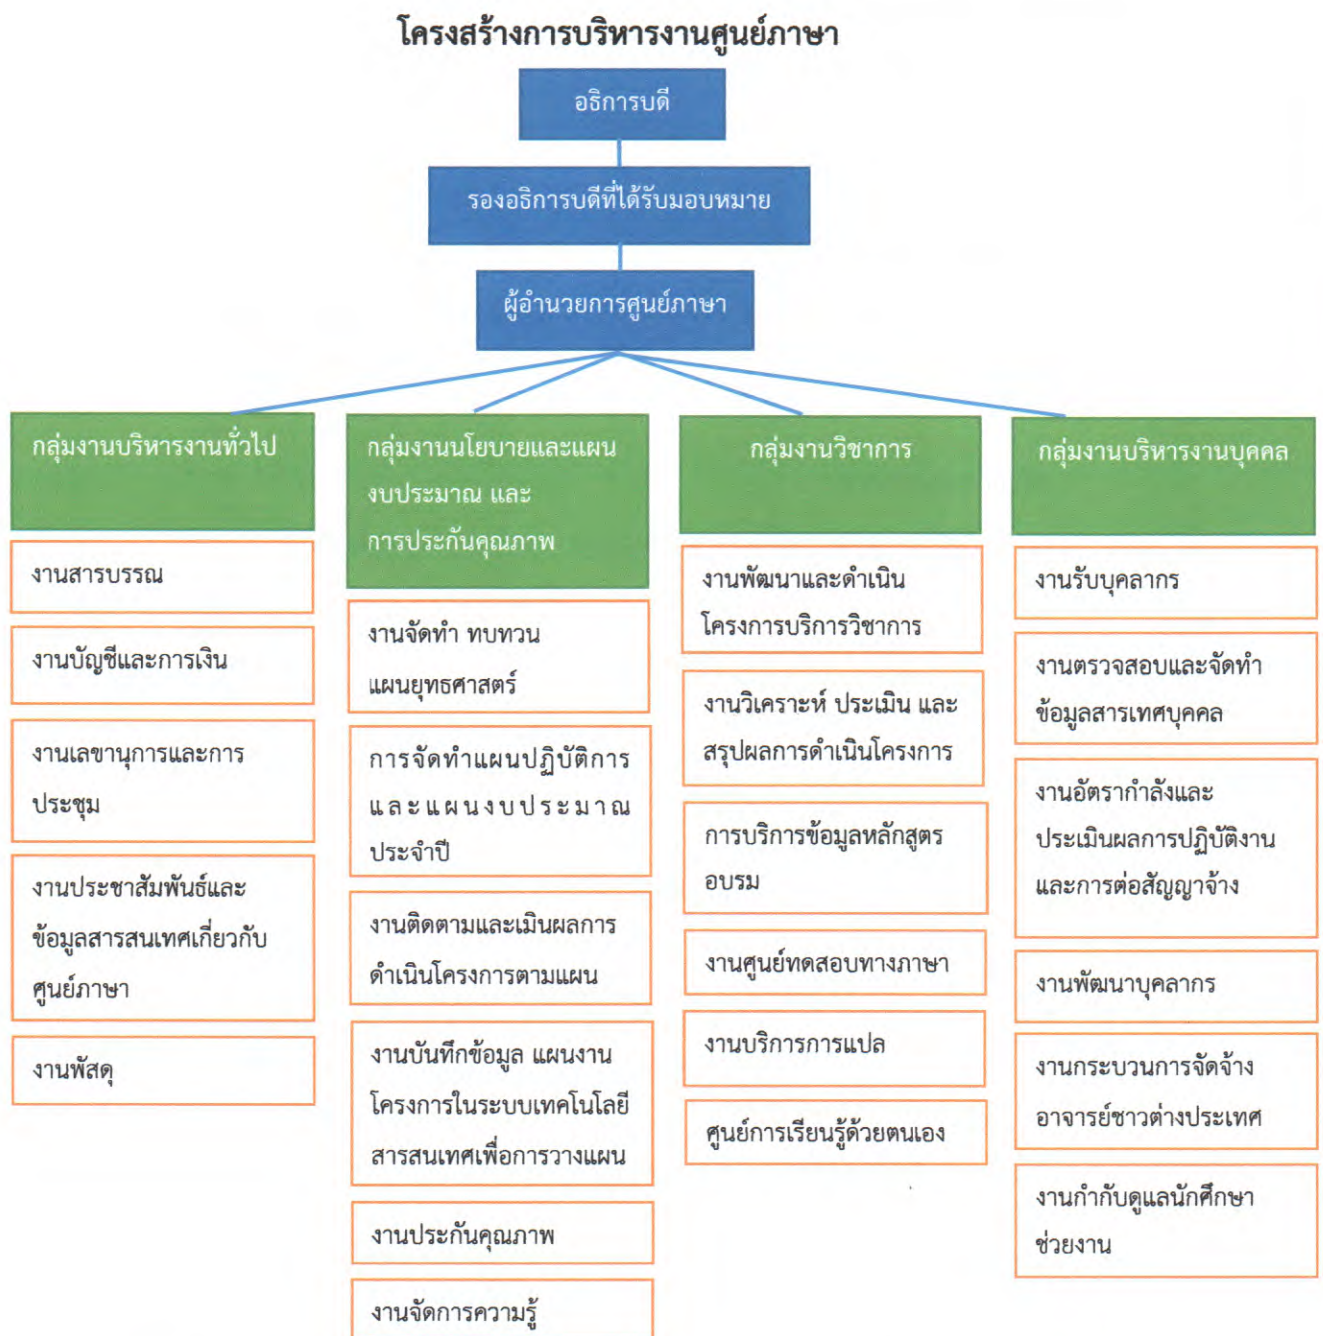 โครงสร้างการบริหารงานศูนย์ภาษา
อธิการบดี
รองอธิการบดีที่ได้รับมอบหมาย
ผู้อำนวยการศูนย์ภาษา
กลุ่มงานบริหารงานทั่วไป
งานสารบรรณ
งานบัญชีและการเงิน
งานเลขานุการและการ
ประชุม
งานประชาสัมพันธ์และ
ข้อมูลสารสนเทศเกี่ยวกับ
ศูนย์ภาษา
งานพัสดุ
กลุ่มงานนโยบายและแผน
งบประมาณ และ
การประกันคุณภาพ
งานจัดทำ ทบทวน
แผนยุทธศาสตร์
การจัดทำแผนปฏิบัติการ
และแผนงบประมาณ
ประจำปี
งานติดตามและเมินผลการ
ดำเนินโครงการตามแผน
งานบันทึกข้อมูล แผนงาน
โครงการในระบบเทคโนโลยี
สารสนเทศเพื่อการวางแผน
งานประกันคุณภาพ
งานจัดการความรู้
กลุ่มงานวิชาการ
งานพัฒนาและดำเนิน
โครงการบริการวิชาการ
งานวิเคราะห์ ประเมิน และ
สรุปผลการดำเนินโครงการ
การบริการข้อมูลหลักสูตร
อบรม
งานศูนย์ทดสอบทางภาษา
งานบริการการแปล
ศูนย์การเรียนรู้ด้วยตนเอง
กลุ่มงานบริหารงานบุคคล
งานรับบุคลากร
งานตรวจสอบและจัดทำ
ข้อมูลสารเทศบุคคล
งานอัตรากำลังและ
ประเมินผลการปฏิบัติงาน
และการต่อสัญญาจ้าง
งานพัฒนาบุคลากร
งานกระบวนการจัดจ้าง
อาจารย์ชาวต่างประเทศ
งานกำกับดูแลนักศึกษา
ช่วยงาน